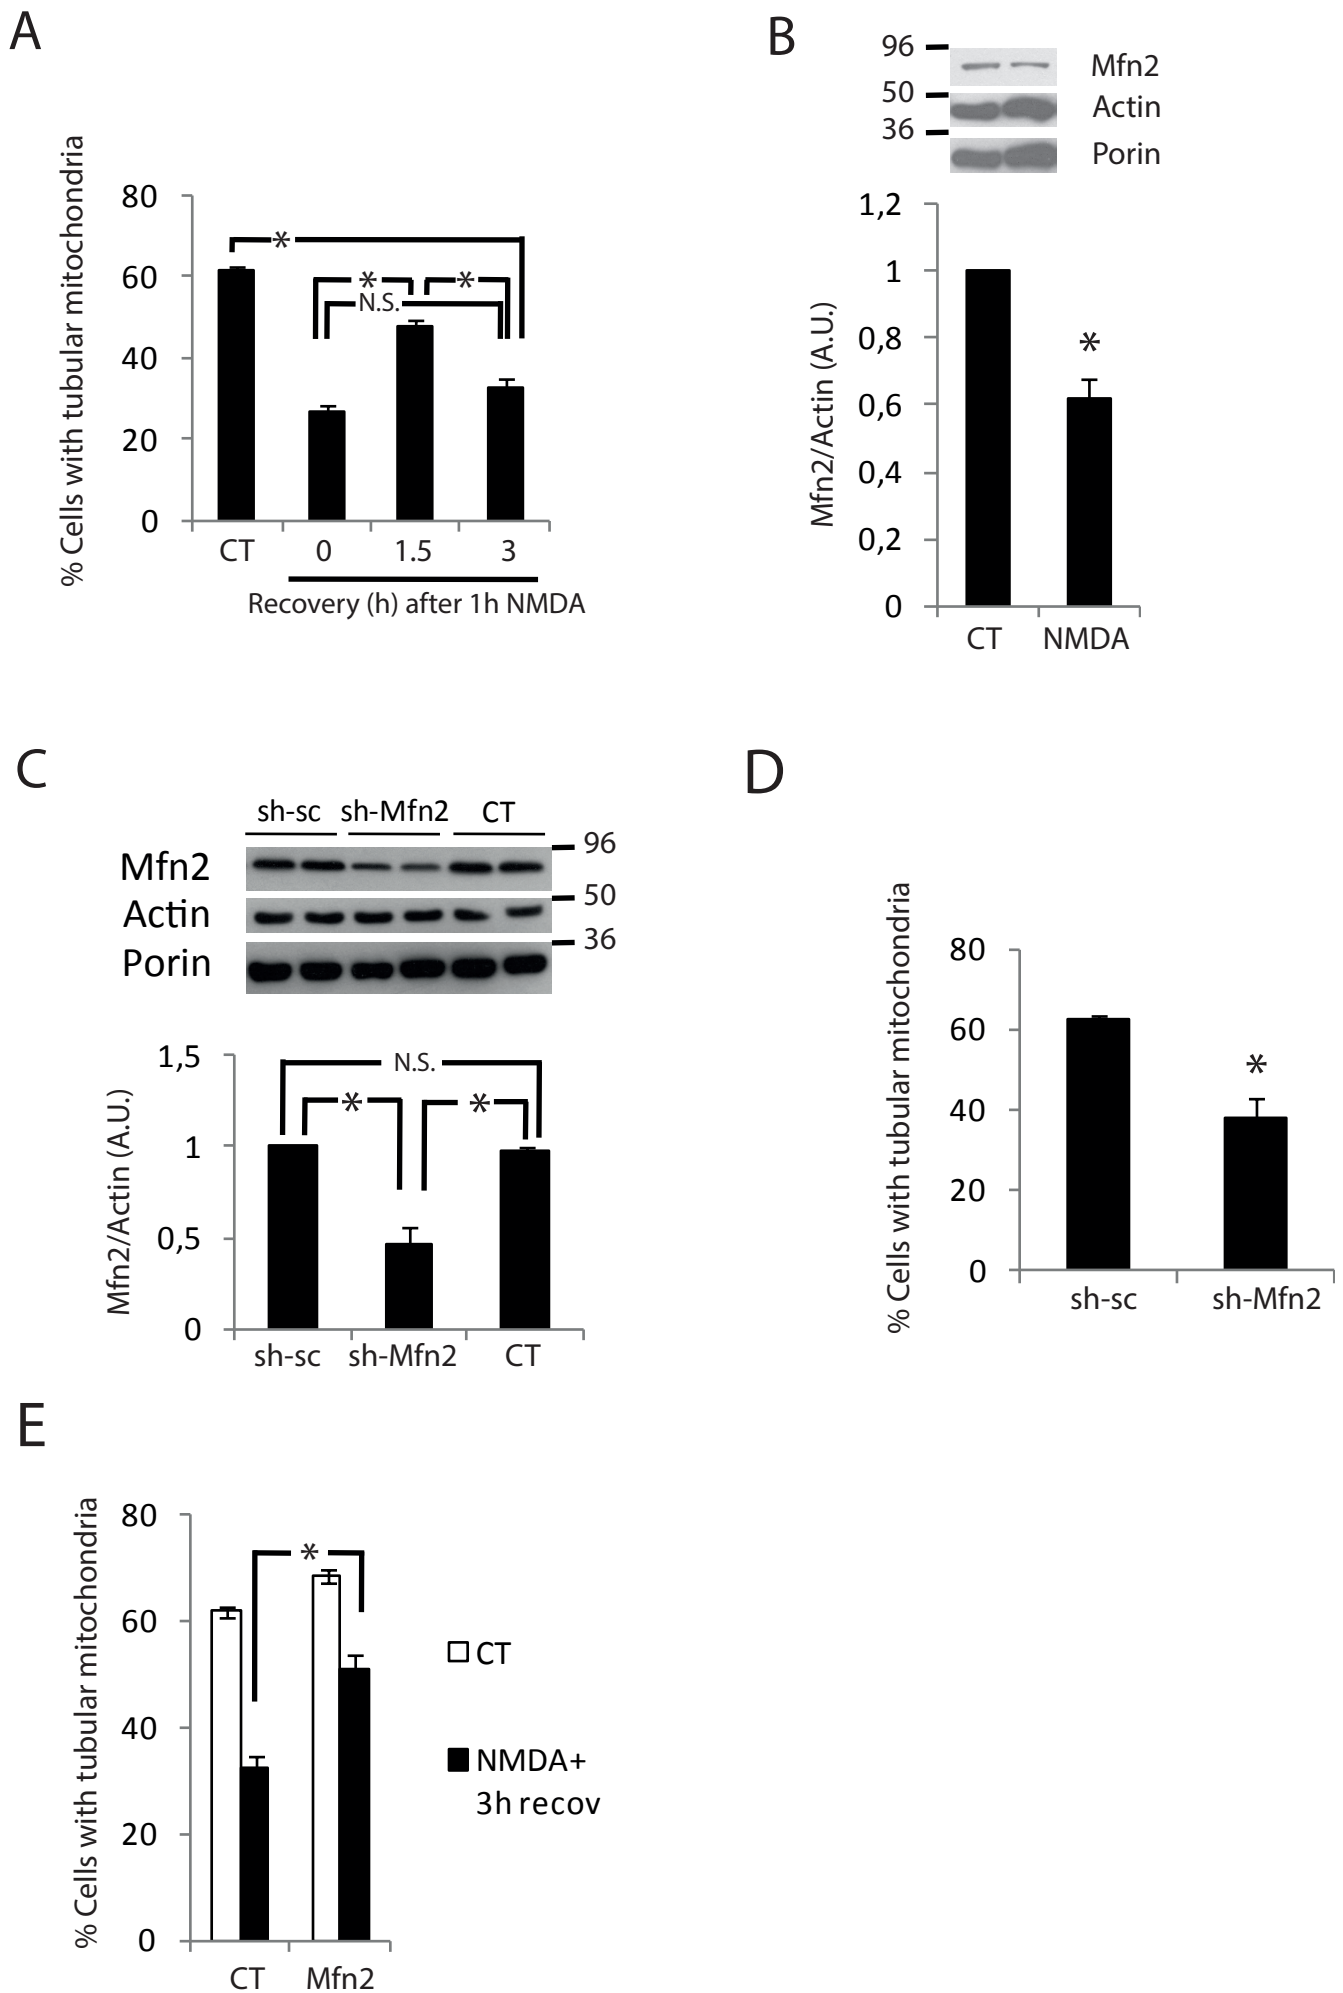 A
% Cells with tubular mitochondria
80
60
40
20
0
*
* *
N.S.
CT 0 1.5 3
Recovery (h) after 1h NMDA
B
96
50
36
Mfn2
Actin
Porin
Mfn2/Actin (A.U.)
1,2
1
0,8
0,6
0,4
0,2
0
*
CT NMDA
C
sh-sc sh-Mfn2 CT
Mfn2
Actin
Porin
96
50
36
Mfn2/Actin (A.U.)
1,5
1
0,5
0
N.S.
* *
sh-sc sh-Mfn2 CT
D
% Cells with tubular mitochondria
80
60
40
20
0
*
sh-sc sh-Mfn2
E
% Cells with tubular mitochondria
80
60
40
20
0
*
CT Mfn2
CT
NMDA+
3h recov